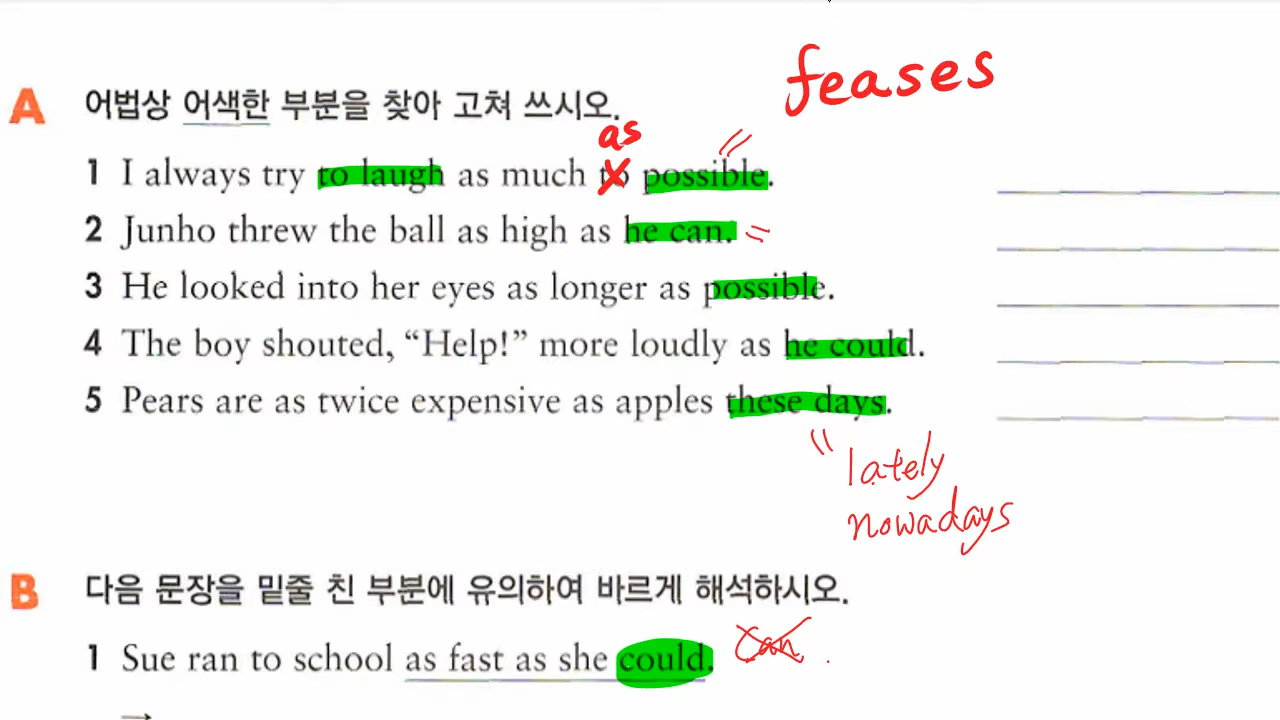 feases
A 어법상 어색한 부분을 찾아 고쳐 쓰시오.
as
1 I always try to laugh as much to possible.
2 Junho threw the ball as high as he can.
3 He looked into her eyes as longer as possible.
4 The boy shouted, “Help!” more loudly as he could.
5 Pears are as twice expensive as apples these days.
lately
nowadays
B 다음 문장을 밑줄 친 부분에 유의하여 바르게 해석하시오.
1 Sue ran to school as fast as she could. can
→